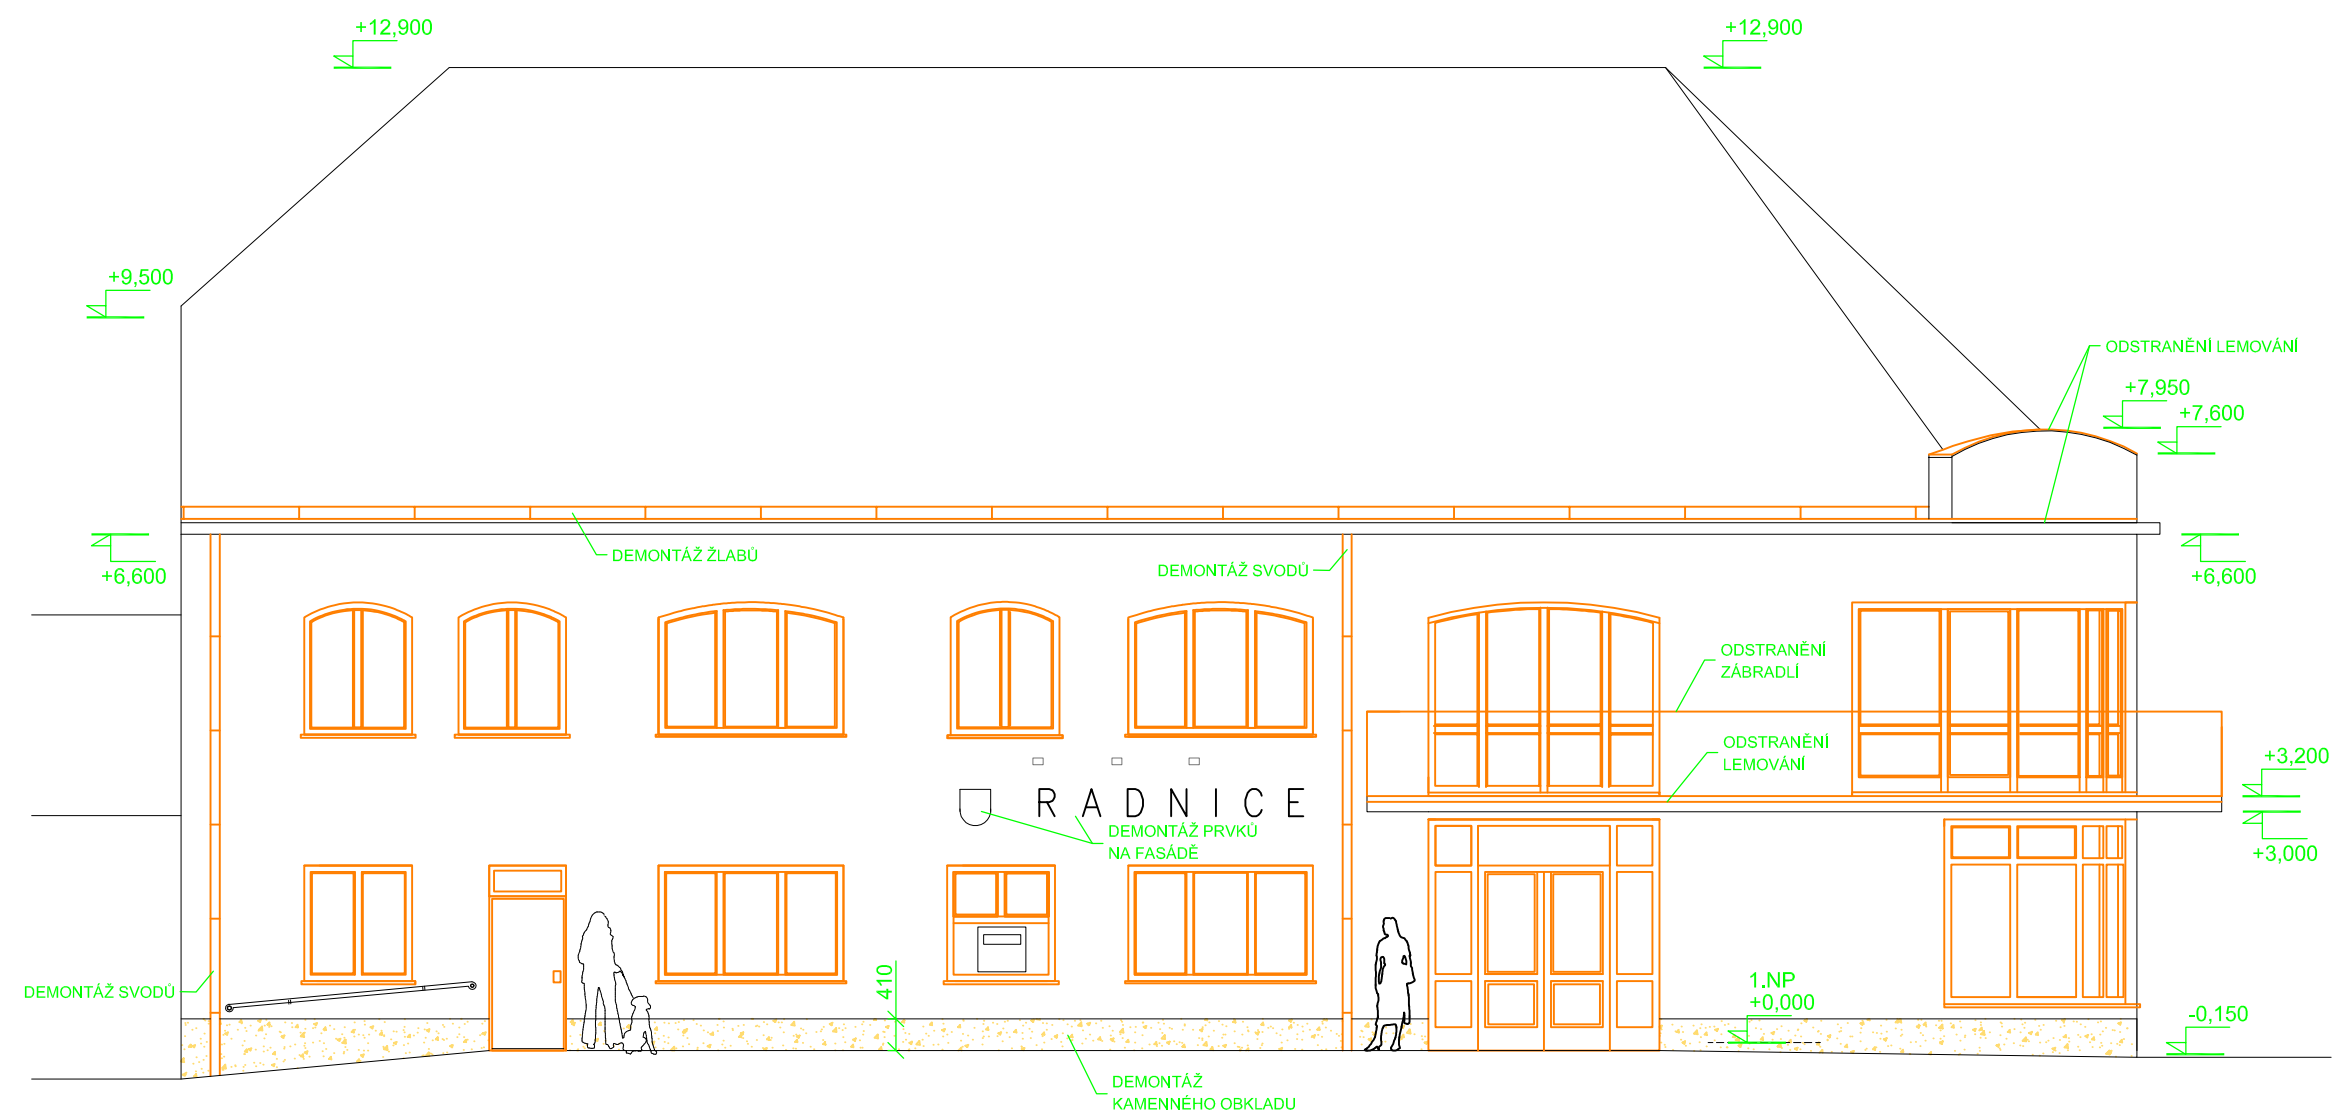 +12,900
+12,900
+9,500
ODSTRANĚNÍ LEMOVÁNÍ
+7,950
+7,600
DEMONTÁŽ ŽLABŮ
DEMONTÁŽ SVODŮ
+6,600
+6,600
ODSTRANĚNÍ
ZÁBRADLÍ
ODSTRANĚNÍ
LEMOVÁNÍ
+3,200
RADNICE
DEMONTÁŽ PRVKŮ
NA FASÁDĚ
+3,000
DEMONTÁŽ SVODŮ
410
1.NP
+0,000
-0,150
DEMONTÁŽ
KAMENNÉHO OBKLADU